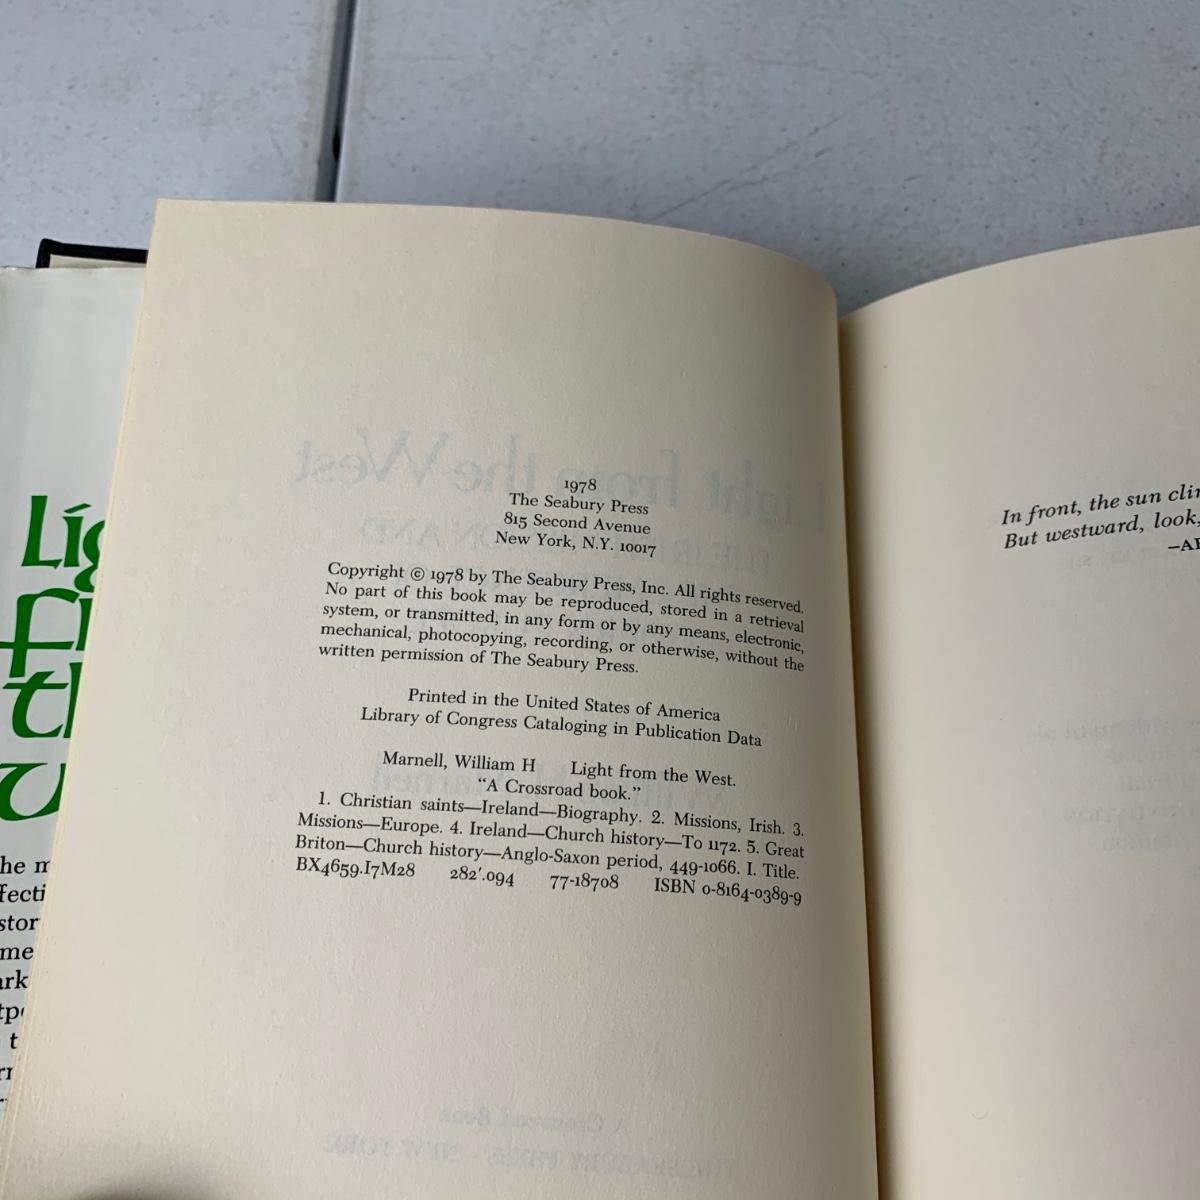 1978
The Seabury Press
815 Second Avenue
New York, N.Y. 10017
Copyright © 1978 by The Seabury Press, Inc. All rights reserved.
No part of this book may be reproduced, stored in a retrieval
system, or transmitted, in any form or by any means, electronic,
mechanical, photocopying, recording, or otherwise, without the
written permission of The Seabury Press.
Printed in the United States of America
Library of Congress Cataloging in Publication Data
Marnell, William H Light from the West.
"A Crossroad book."
1. Christian saints—Ireland—Biography. 2. Missions, Irish. 3.
Missions—Europe. 4. Ireland—Church history—To 1172. 5. Great
Briton—Church history—Anglo-Saxon period, 449-1066. I. Title.
BX4659.I7M28 282'.094 77-18708 ISBN 0-8164-0389-9
In front, the sun
But westward, look,